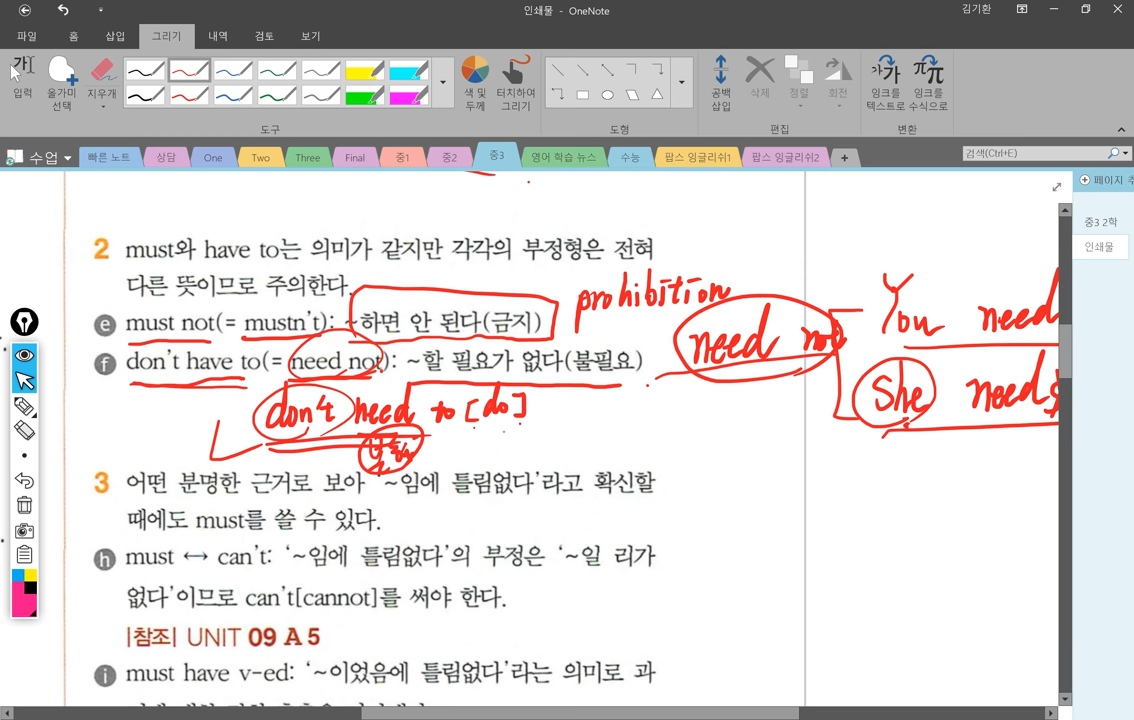 인쇄물 - OneNote
김기환
파일 홈 삽입 그리기 내역 검토 보기
가
입력
올가미
선택
지우개
색 및
두께
터치하여
그리기
공백
삽입
삭제
정렬
회전
잉크를
텍스트로
잉크를
수식으로
도구
도형
편집
변환
수업
빠른 노트
상담
One
Two
Three
Final
중1
중2
중3
영어 학습 뉴스
수능
팝스 잉글리쉬1
팝스 잉글리쉬2
검색(Ctrl+E)
페이지 추
중3 2학
인쇄물
2 must와 have to는 의미가 같지만 각각의 부정형은 전혀
다른 뜻이므로 주의한다.
prohibition
e must not(= mustn't): ~하면 안 된다(금지)
f don't have to(= need not): ~할 필요가 없다(불필요)
need not
You need
She needs
don't need to [do]
3 어떤 분명한 근거로 보아 '~임에 틀림없다'라고 확신할
때에도 must를 쓸 수 있다.
h must ↔ can't: '~임에 틀림없다'의 부정은 '~일 리가
없다'이므로 can't[cannot]를 써야 한다.
|참조| UNIT 09 A 5
i must have v-ed: '~이었음에 틀림없다'라는 의미로 과